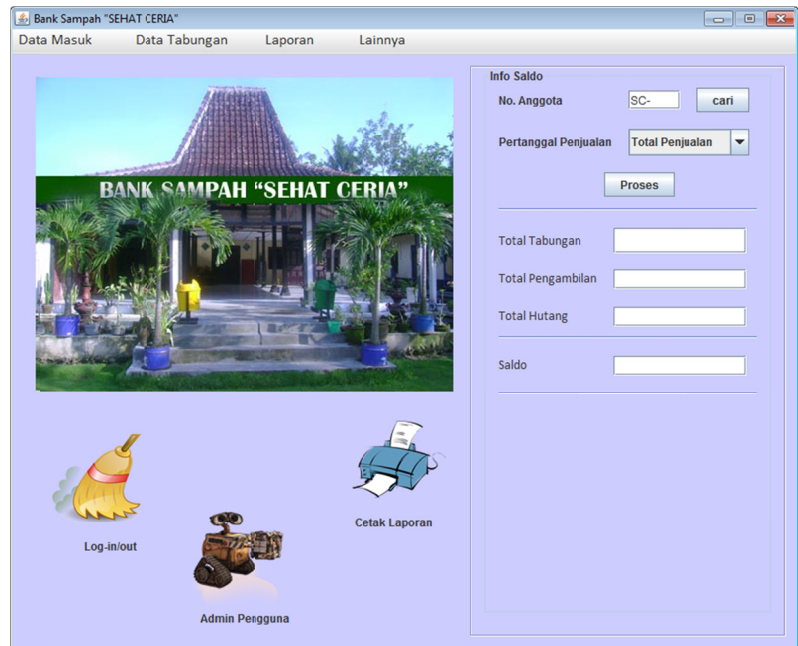 Bank Sampah "SEHAT CERIA"
Data Masuk Data Tabungan Laporan Lainnya
BANK SAMPAH “SEHAT CERIA”
Info Saldo
No. Anggota SC- cari
Pertanggal Penjualan Total Penjualan
Proses
Total Tabungan
Total Pengambilan
Total Hutang
Saldo
Cetak Laporan
Log-in/out
Admin Pengguna